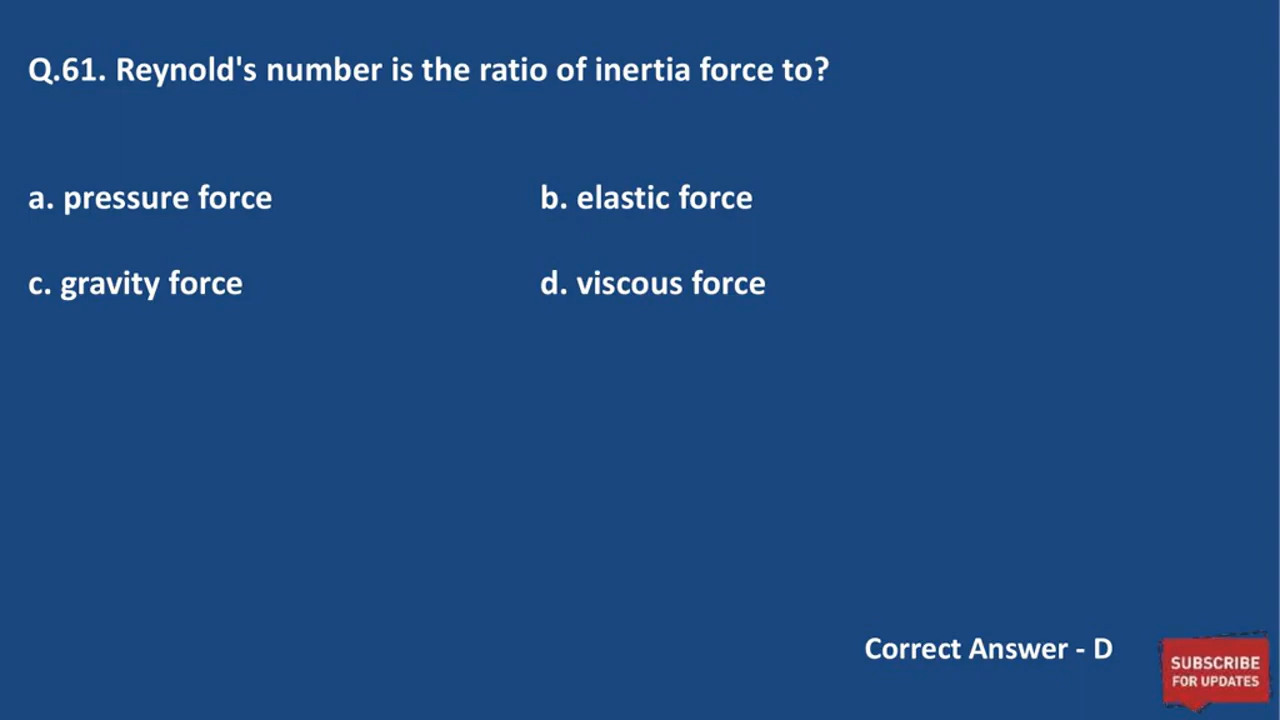 Q.61. Reynold's number is the ratio of inertia force to?
a. pressure force b. elastic force
c. gravity force d. viscous force
Correct Answer - D
SUBSCRIBE
FOR UPDATES